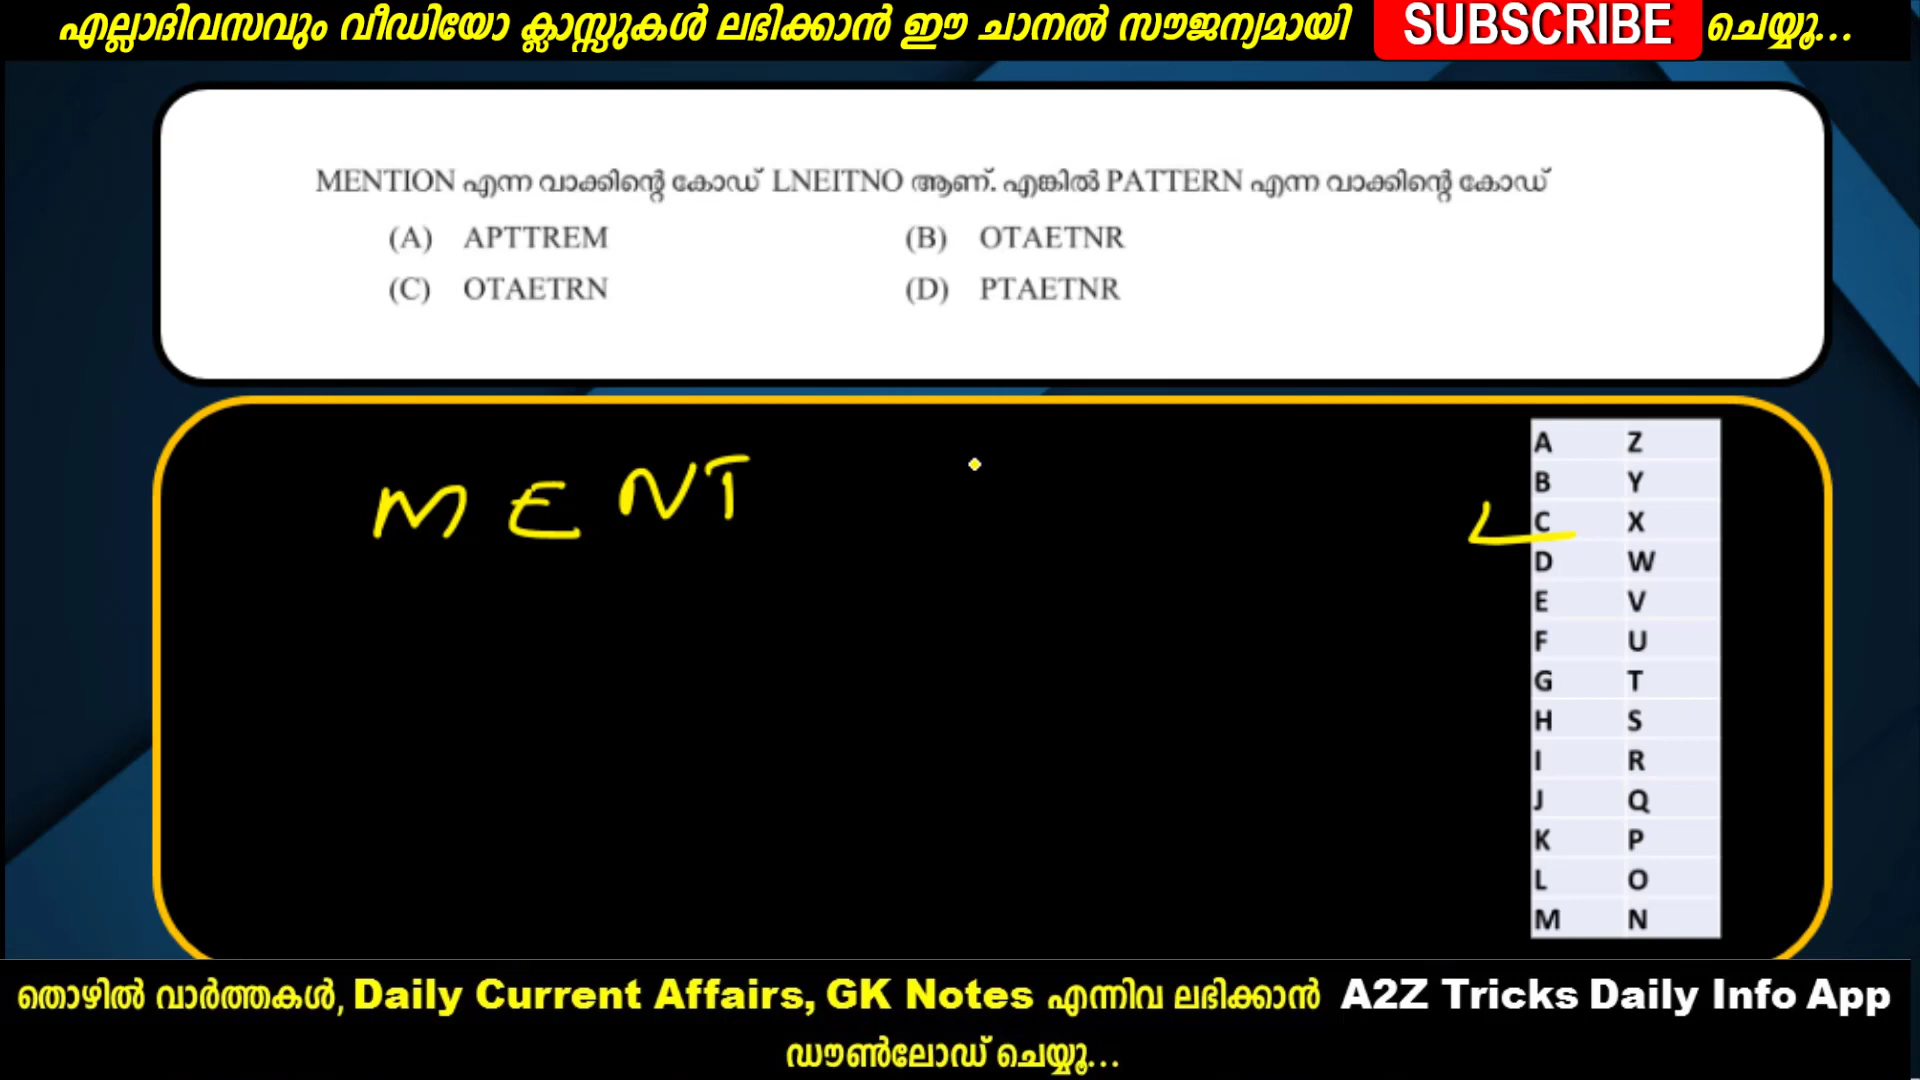 എല്ലാദിവസവും വീഡിയോ ക്ലാസ്സുകൾ ലഭിക്കാൻ ഈ ചാനൽ സൗജന്യമായി SUBSCRIBE ചെയ്യൂ...
MENTION എന്ന വാക്കിന്റെ കോഡ് LNEITNO ആണ്. എങ്കിൽ PATTERN എന്ന വാക്കിന്റെ കോഡ്
(A) APTTREM (B) OTAETNR
(C) OTAETRN (D) PTAETNR
M E N T
A Z
B Y
C X
D W
E V
F U
G T
H S
I R
J Q
K P
L O
M N
തൊഴിൽ വാർത്തകൾ, Daily Current Affairs, GK Notes എന്നിവ ലഭിക്കാൻ A2Z Tricks Daily Info App
ഡൗൺലോഡ് ചെയ്യൂ...